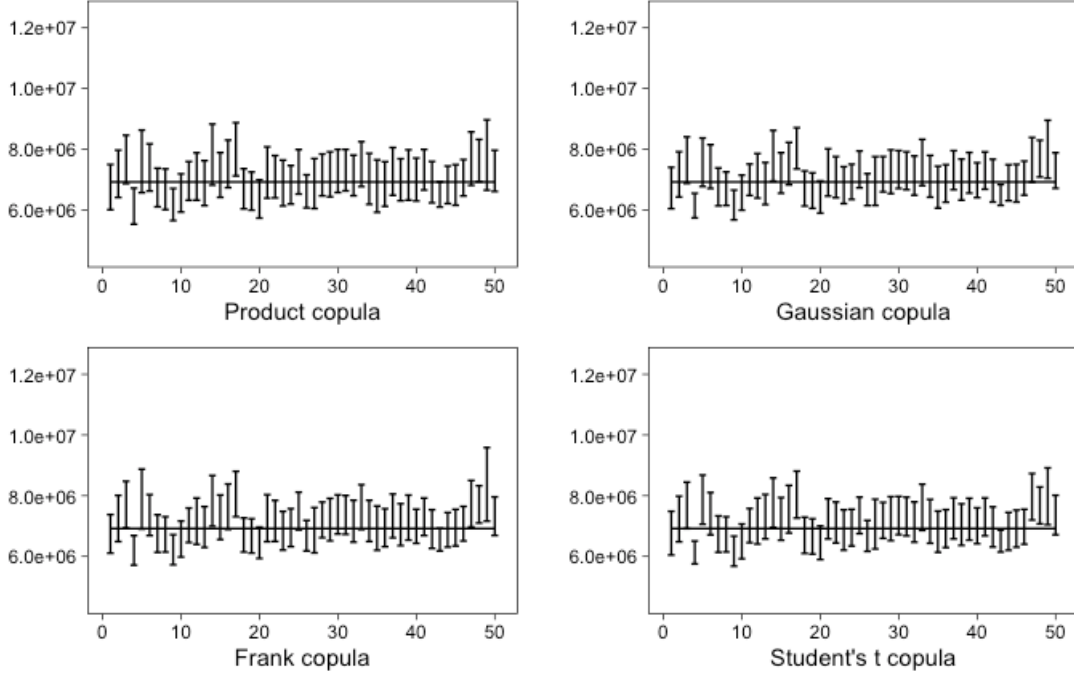 1.2e+07
1.0e+07
8.0e+06
6.0e+06
0 10 20 30 40 50
Product copula
1.2e+07
1.0e+07
8.0e+06
6.0e+06
0 10 20 30 40 50
Gaussian copula
1.2e+07
1.0e+07
8.0e+06
6.0e+06
0 10 20 30 40 50
Frank copula
1.2e+07
1.0e+07
8.0e+06
6.0e+06
0 10 20 30 40 50
Student's t copula